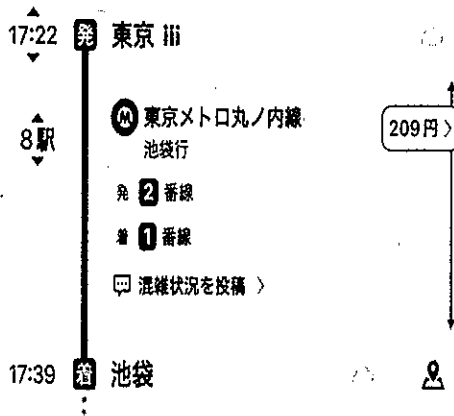 17:22 発 東京
8駅
M 東京メトロ丸ノ内線
池袋行
209円 〉
発 2 番線
着 1 番線
混雑状況を投稿 〉
17:39 着 池袋